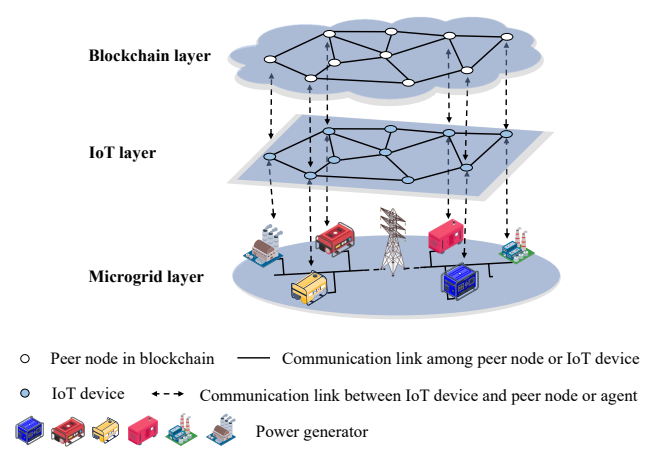 Blockchain layer
IoT layer
Microgrid layer
Peer node in blockchain
Communication link among peer node or IoT device
IoT device
Communication link between IoT device and peer node or agent
Power generator